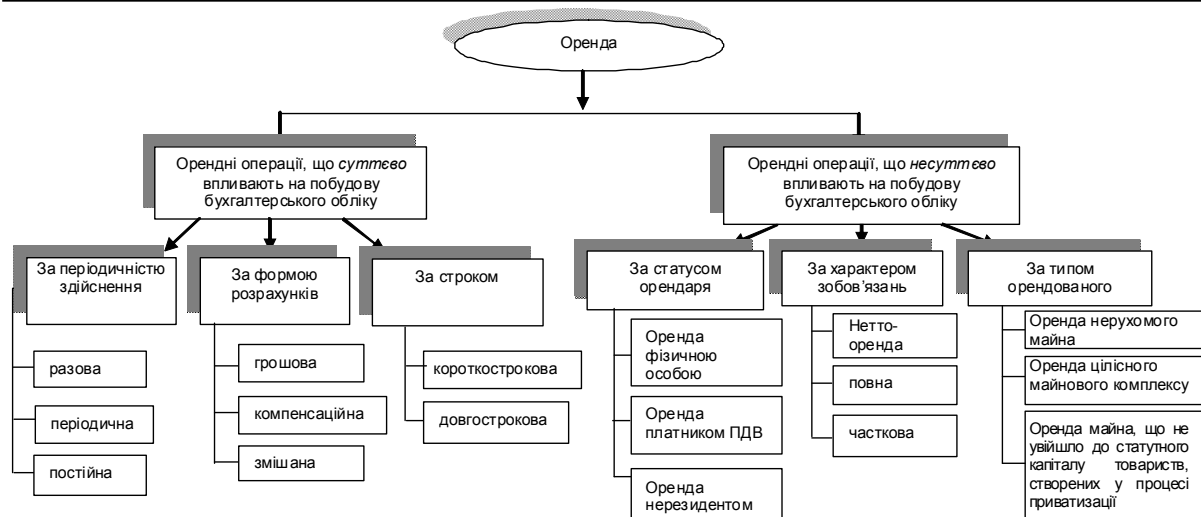 Оренда
Орендні операції, що суттєво
впливають на побудову
бухгалтерського обліку
Орендні операції, що несуттєво
впливають на побудову
бухгалтерського обліку
За періодичністю
здійснення
За формою
розрахунків
За строком
За статусом
орендаря
За характером
зобов’язань
За типом
орендованого
разова
періодична
постійна
грошова
компенсаційна
змішана
короткострокова
довгострокова
Оренда
фізичною
особою
Оренда
платником ПДВ
Оренда
нерезидентом
Нетто-
оренда
повна
часткова
Оренда нерухомого
майна
Оренда цілісного
майнового комплексу
Оренда майна, що не
увійшло до статутного
капіталу товариств,
створених у процесі
приватизації